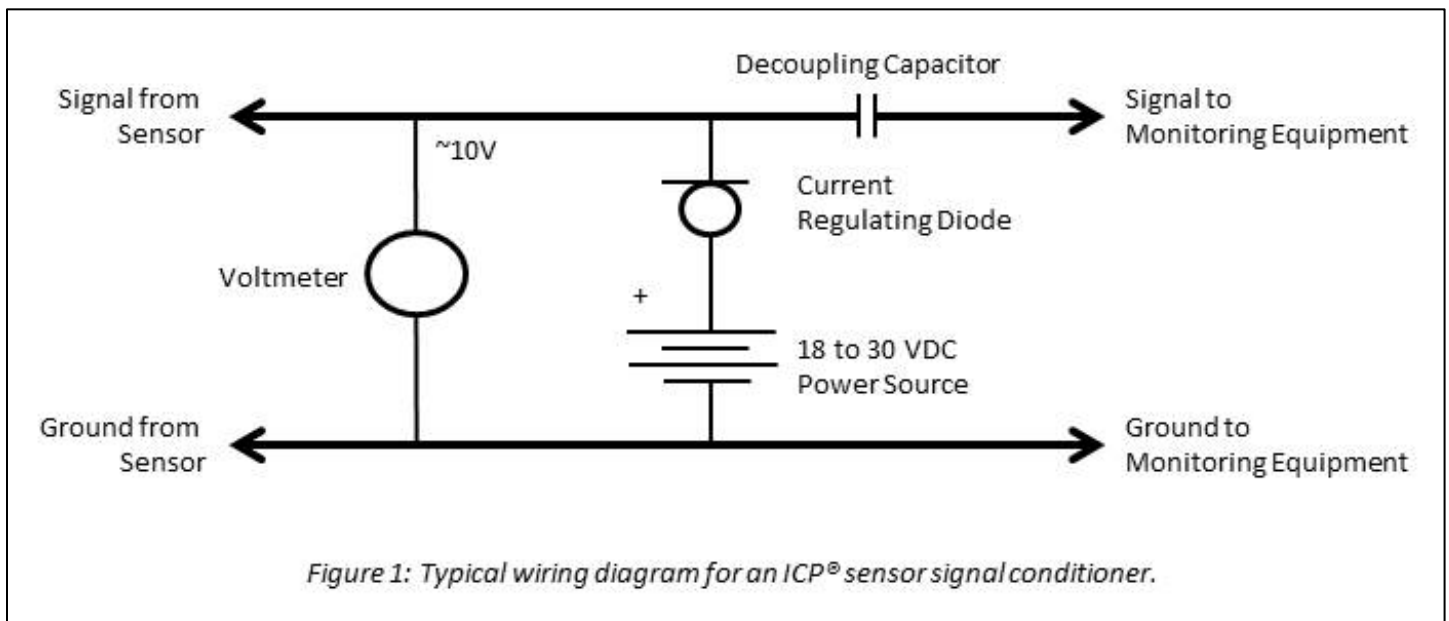 Decoupling Capacitor
Signal from
Sensor
Signal to
Monitoring Equipment
~10V
Current
Regulating Diode
Voltmeter
+
18 to 30 VDC
Power Source
Ground from
Sensor
Ground to
Monitoring Equipment
Figure 1: Typical wiring diagram for an ICP® sensor signal conditioner.